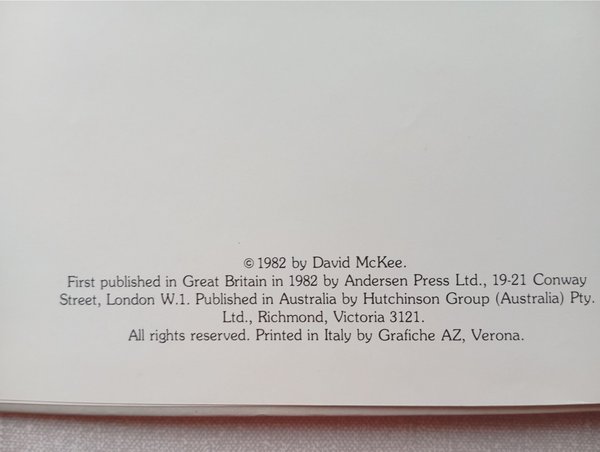 © 1982 by David McKee.
First published in Great Britain in 1982 by Andersen Press Ltd., 19-21 Conway
Street, London W.1. Published in Australia by Hutchinson Group (Australia) Pty.
Ltd., Richmond, Victoria 3121.
All rights reserved. Printed in Italy by Grafiche AZ, Verona.